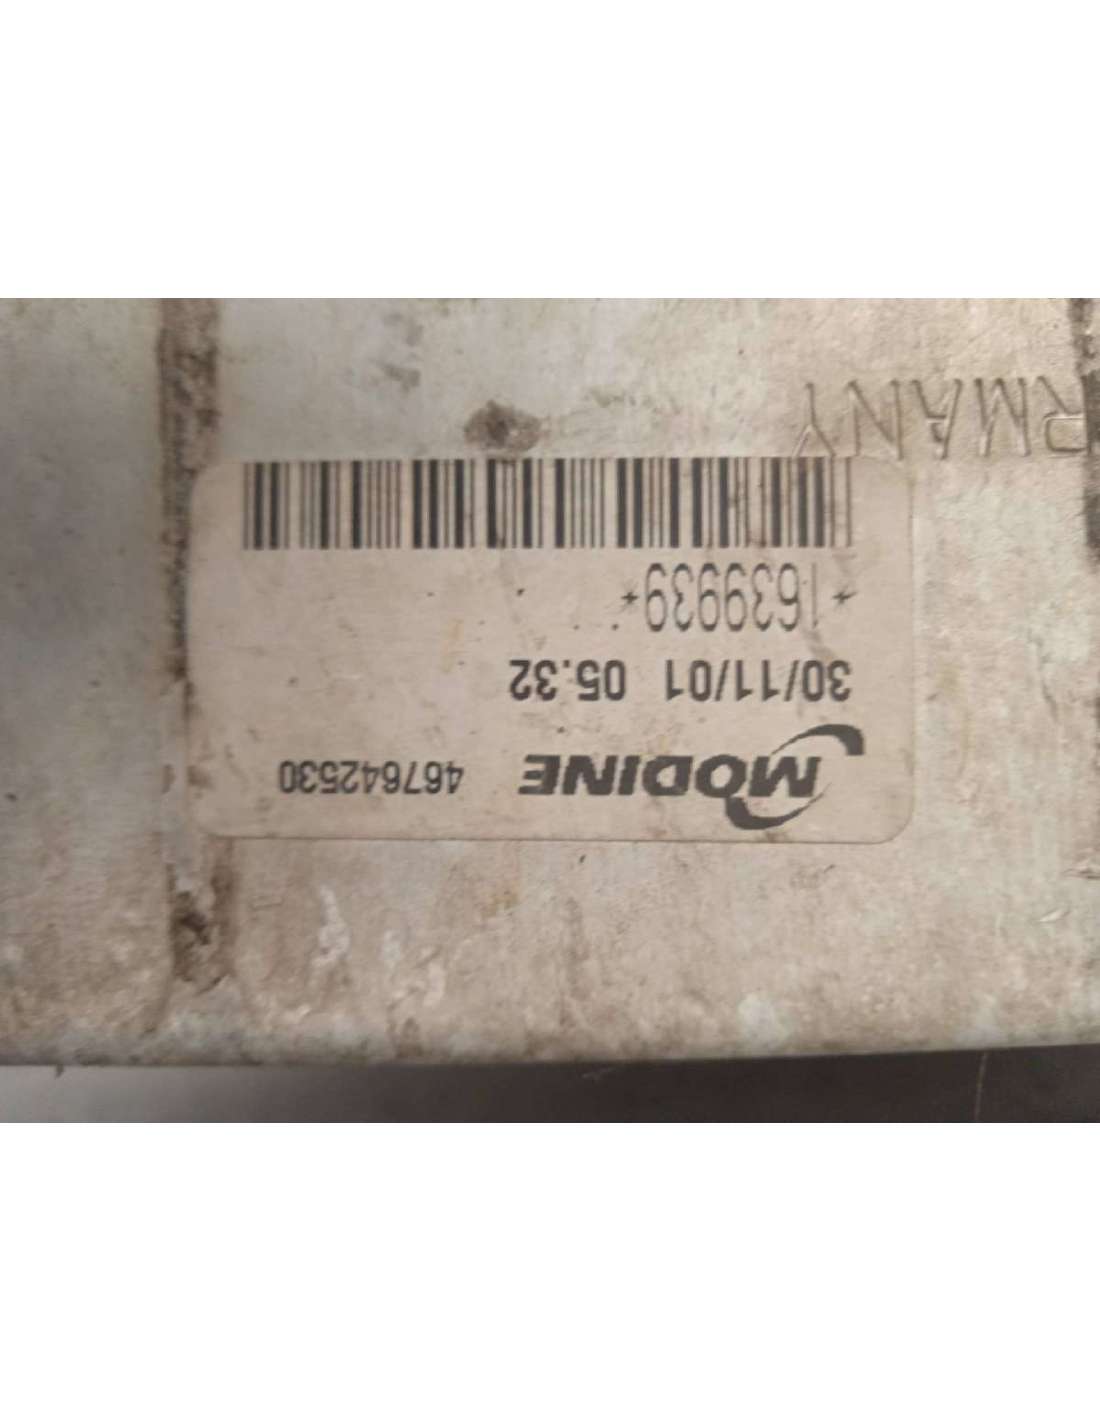 MODINE 467642530
30/11/01 05.32
*1639939*
RMANY